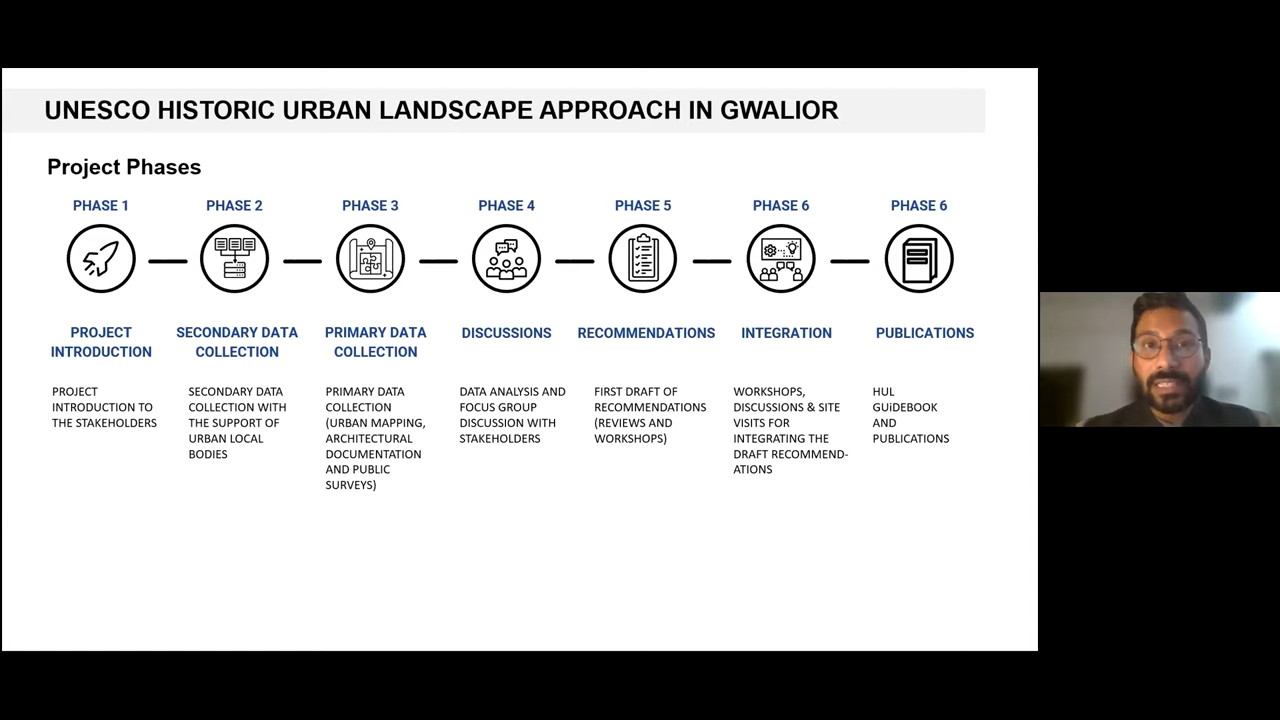 UNESCO HISTORIC URBAN LANDSCAPE APPROACH IN GWALIOR
Project Phases
PHASE 1
PROJECT
INTRODUCTION
PROJECT
INTRODUCTION TO
THE STAKEHOLDERS
PHASE 2
SECONDARY DATA
COLLECTION
SECONDARY DATA
COLLECTION WITH
THE SUPPORT OF
URBAN LOCAL
BODIES
PHASE 3
PRIMARY DATA
COLLECTION
PRIMARY DATA
COLLECTION
(URBAN MAPPING,
ARCHITECTURAL
DOCUMENTATION
AND PUBLIC
SURVEYS)
PHASE 4
DISCUSSIONS
DATA ANALYSIS AND
FOCUS GROUP
DISCUSSION WITH
STAKEHOLDERS
PHASE 5
RECOMMENDATIONS
FIRST DRAFT OF
RECOMMENDATIONS
(REVIEWS AND
WORKSHOPS)
PHASE 6
INTEGRATION
WORKSHOPS,
DISCUSSIONS & SITE
VISITS FOR
INTEGRATING THE
DRAFT RECOMMEND-
ATIONS
PHASE 6
PUBLICATIONS
HUL
GUiDEBOOK
AND
PUBLICATIONS